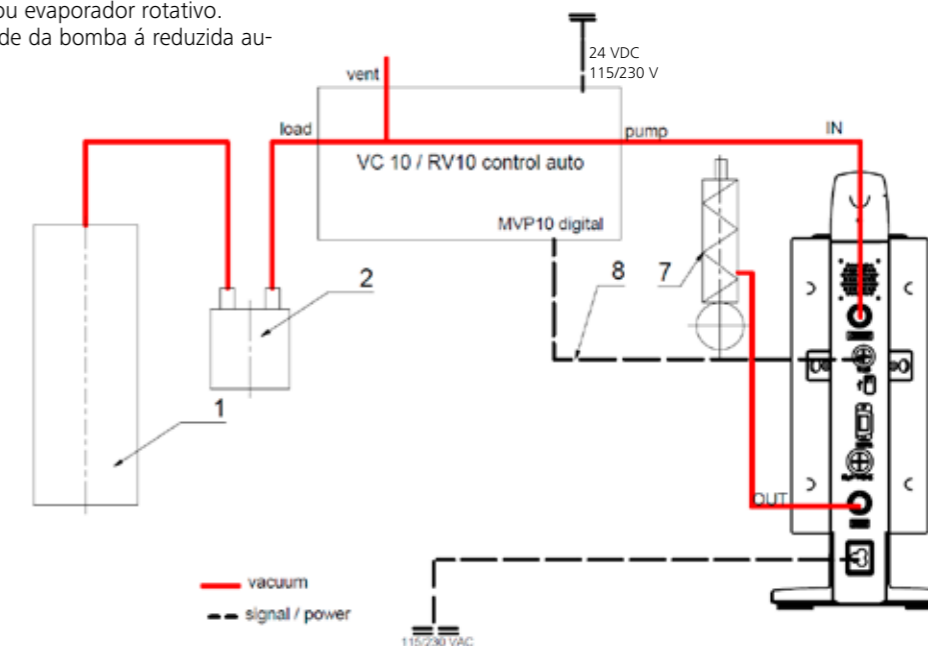 ou evaporador rotativo.
de da bomba á reduzida au-
24 VDC
115/230 V
vent
load
pump
IN
VC 10 / RV10 control auto
MVP10 digital
2
8
7
1
OUT
vacuum
signal / power
115/230 VAC